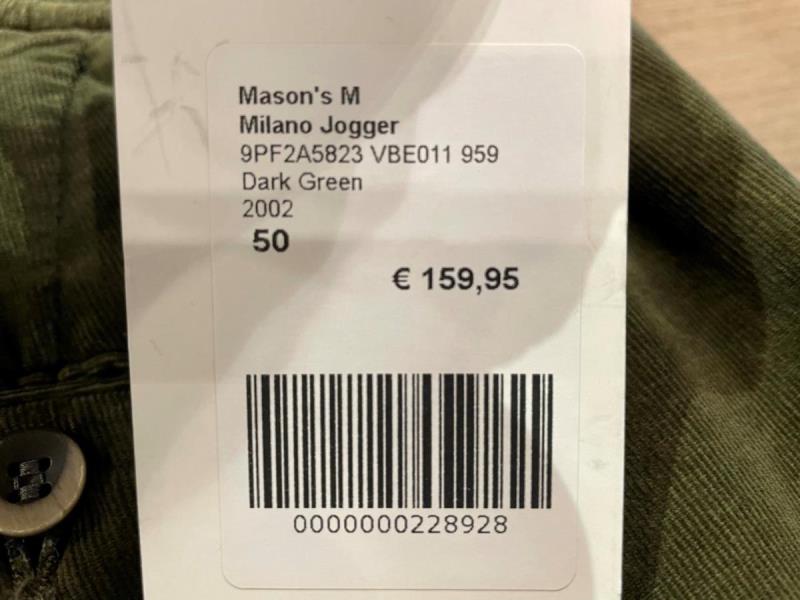 Mason's M
Milano Jogger
9PF2A5823 VBE011 959
Dark Green
2002
50
€ 159,95
0000000228928